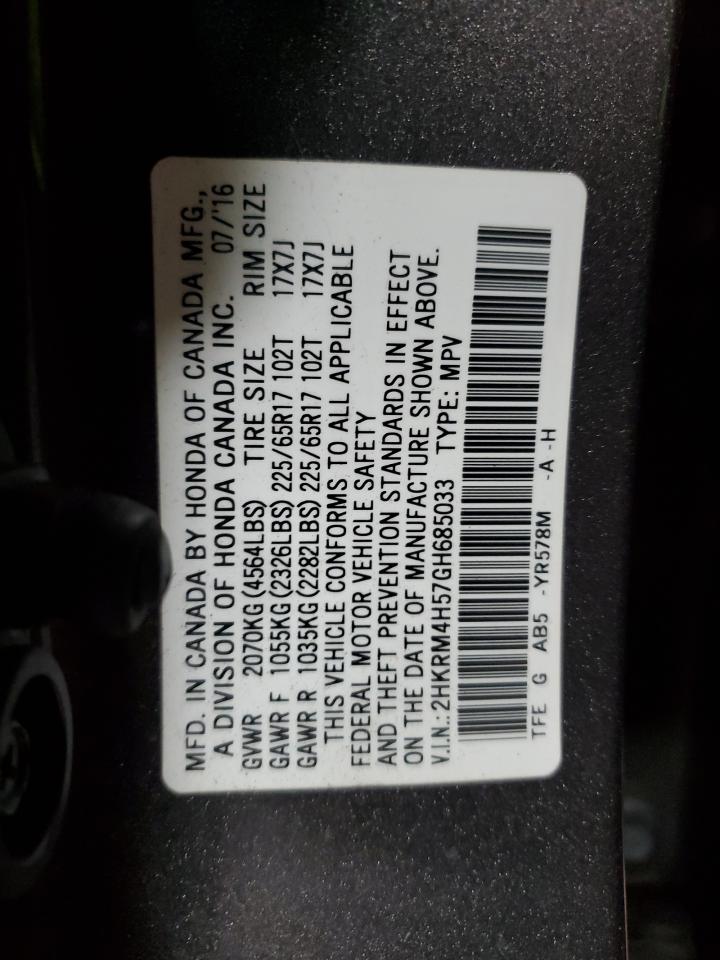 MFD. IN CANADA BY HONDA OF CANADA MFG.,
A DIVISION OF HONDA CANADA INC. 07/'16
GVWR 2070KG(4564LBS) TIRE SIZE RIM SIZE
GAWR F 1055KG(2326LBS) 225/65R17 102T 17X7J
GAWR R 1035KG(2282LBS) 225/65R17 102T 17X7J
THIS VEHICLE CONFORMS TO ALL APPLICABLE
FEDERAL MOTOR VEHICLE SAFETY
AND THEFT PREVENTION STANDARDS IN EFFECT
ON THE DATE OF MANUFACTURE SHOWN ABOVE.
V.I.N.:2HKRM4H57GH685033 TYPE: MPV
TFE G AB5 -YR578M -A -H